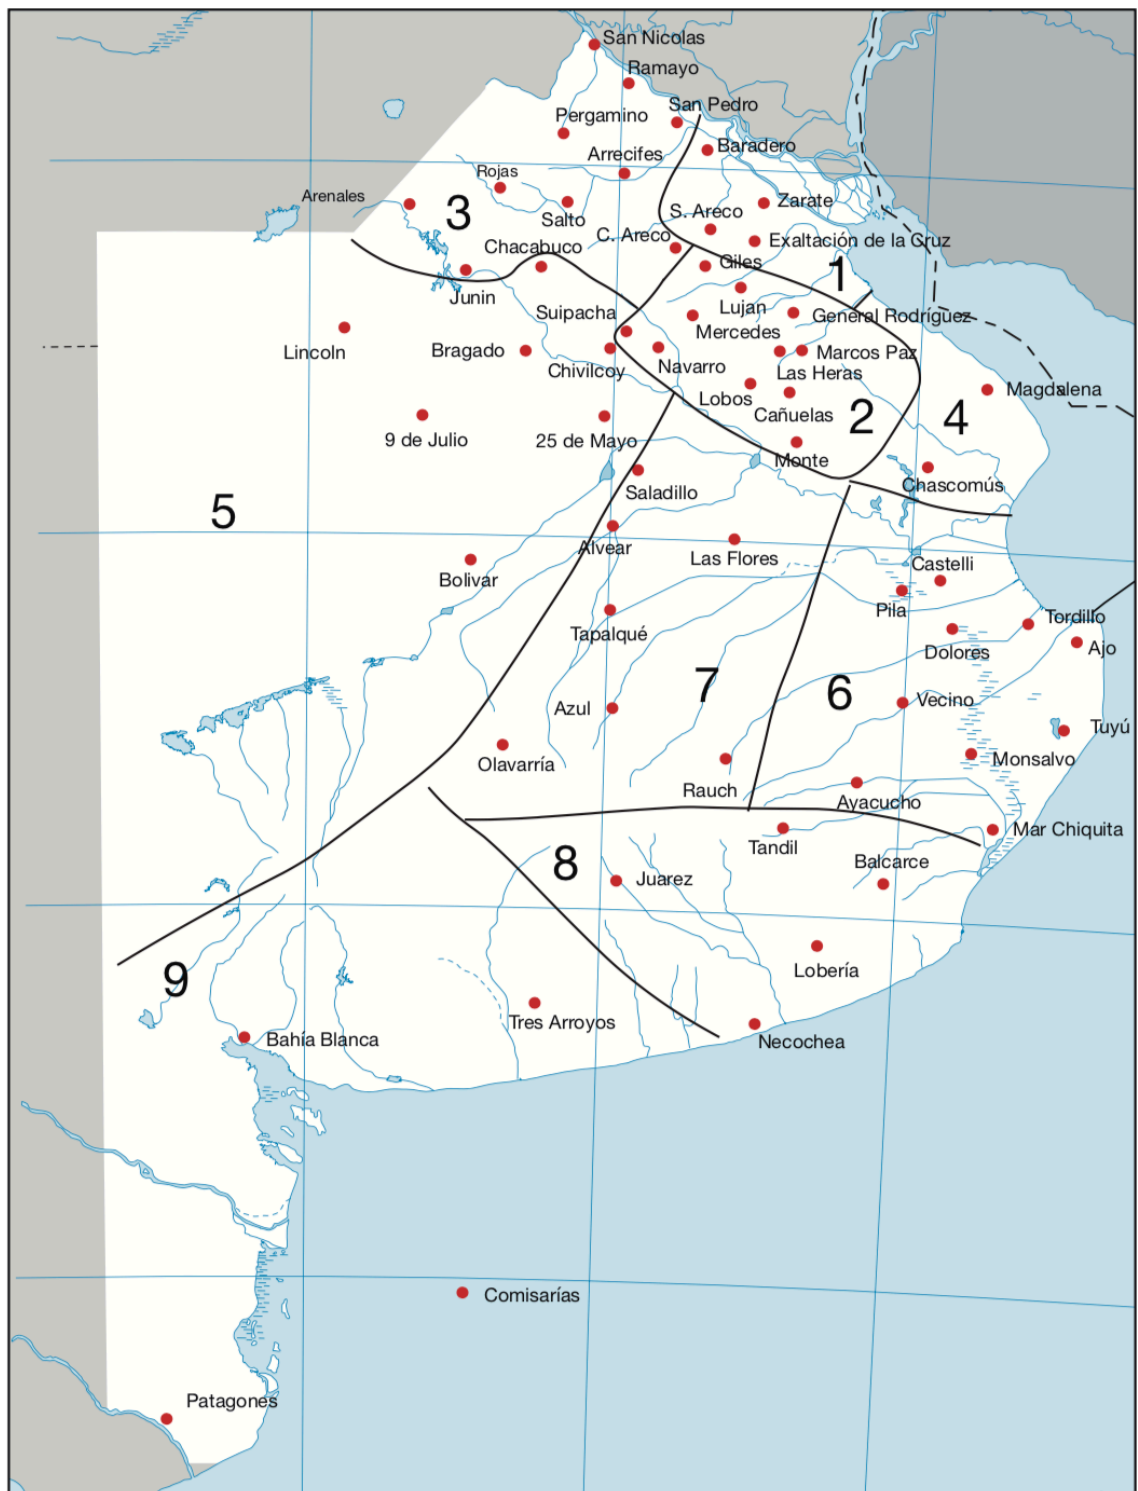 San Nicolas
Ramayo
San Pedro
Pergamino
Baradero
Arrecifes
Rojas
Arenales
Zarate
3
Salto
S. Areco
C. Areco
Exaltación de la Cruz
Chacabuco
Giles
1
Junin
Lujan
Suipacha
General Rodríguez
Mercedes
Lincoln
Bragado
Chivilcoy
Navarro
Marcos Paz
Las Heras
Magdalena
Lobos
Cañuelas
2
4
9 de Julio
25 de Mayo
Monte
Saladillo
Chascomús
5
Alvear
Las Flores
Castelli
Bolivar
Pila
Tordillo
Tapalqué
Dolores
Ajo
7
6
Vecino
Azul
Tuyú
Olavarría
Monsalvo
Rauch
Ayacucho
Mar Chiquita
Tandil
8
Balcarce
Juarez
Lobería
9
Tres Arroyos
Bahía Blanca
Necochea
Comisarías
Patagones